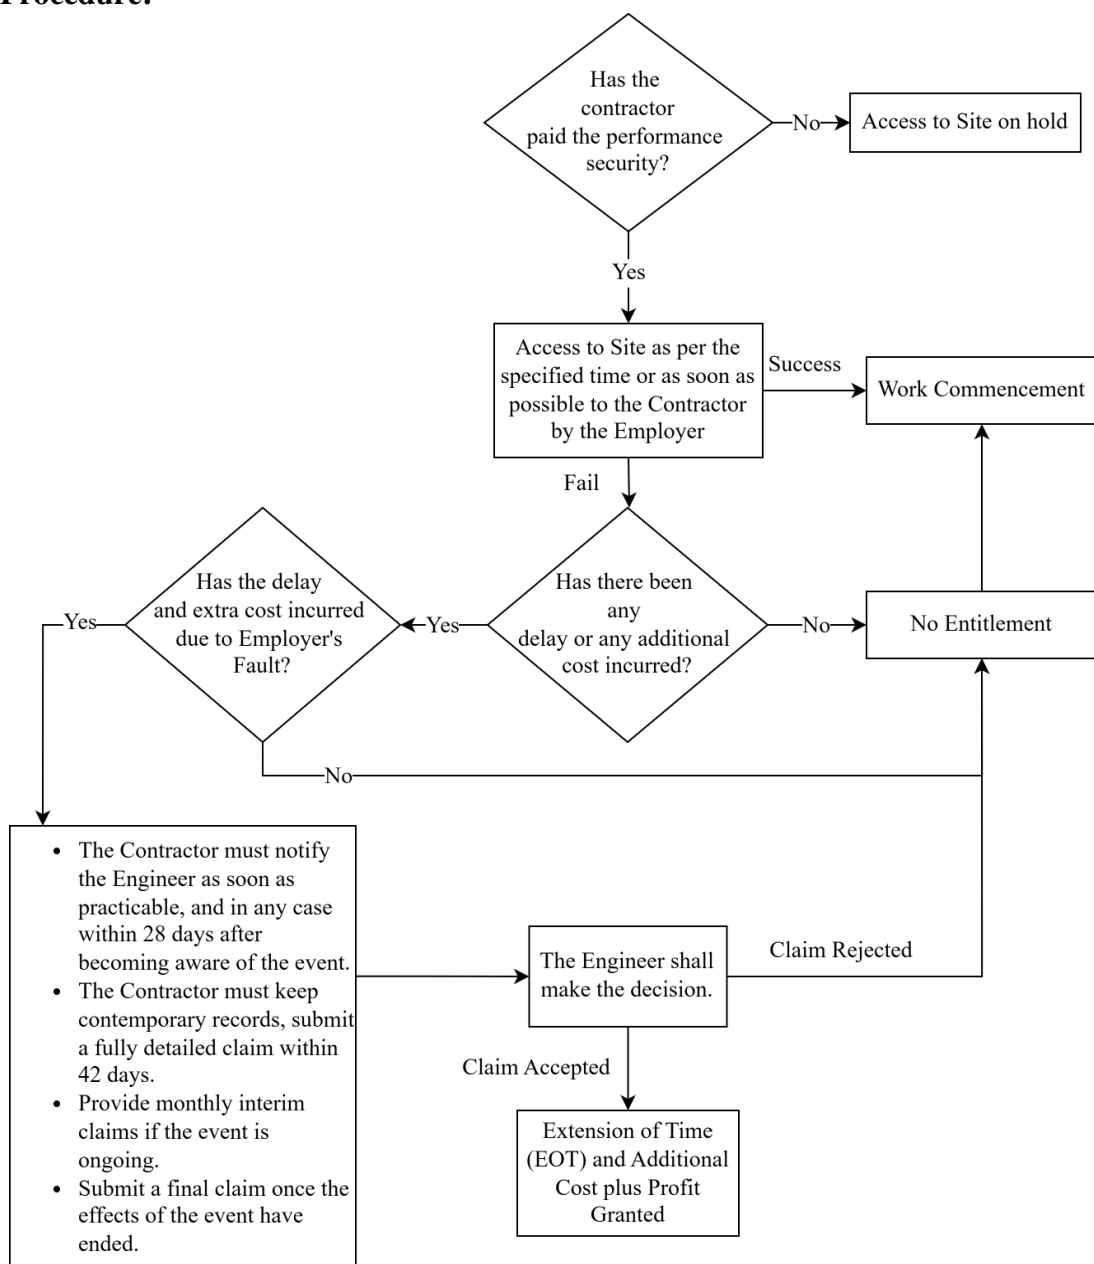 Procedure:
Has the
contractor
paid the performance
security?
No
Access to Site on hold
Yes
Access to Site as per the
specified time or as soon as
possible to the Contractor
by the Employer
Success
Work Commencement
Fail
Has the delay
and extra cost incurred
due to Employer's
Fault?
Yes
Yes
Has there been
any
delay or any additional
cost incurred?
No
No Entitlement
No
• The Contractor must notify
the Engineer as soon as
practicable, and in any case
within 28 days after
becoming aware of the event.
• The Contractor must keep
contemporary records, submit
a fully detailed claim within
42 days.
• Provide monthly interim
claims if the event is
ongoing.
• Submit a final claim once the
effects of the event have
ended.
The Engineer shall
make the decision.
Claim Rejected
Claim Accepted
Extension of Time
(EOT) and Additional
Cost plus Profit
Granted